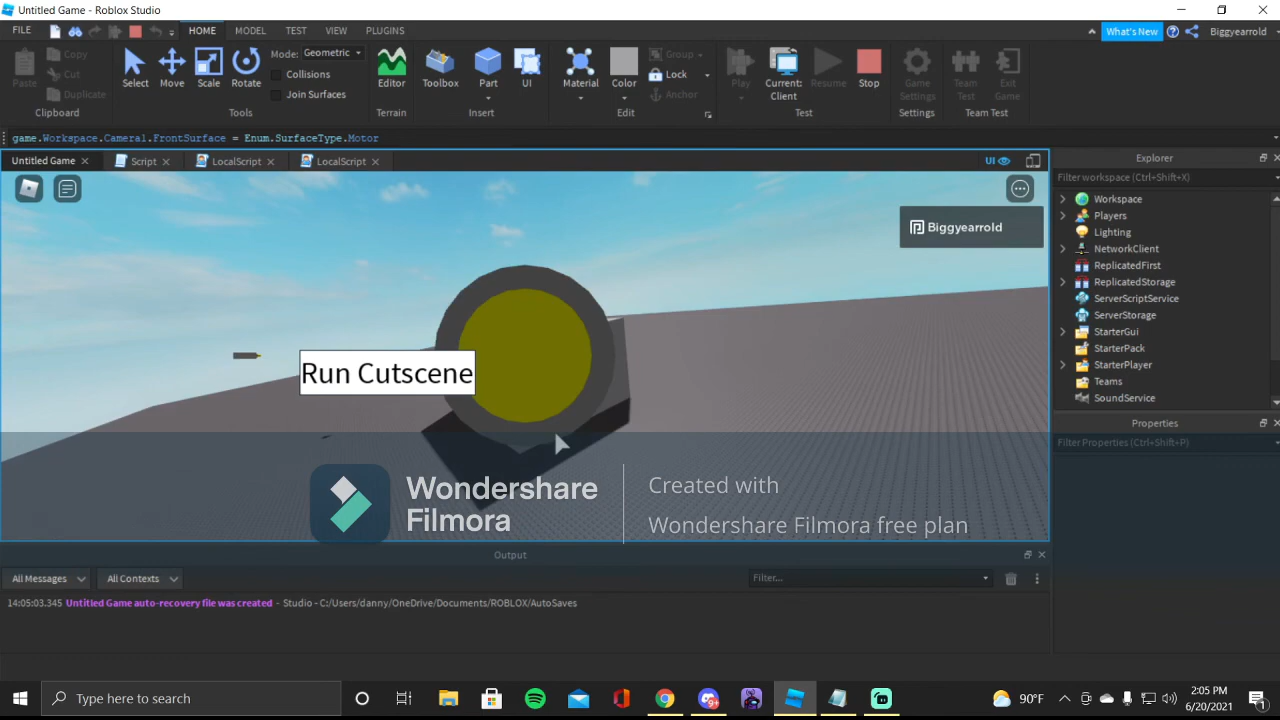 Untitled Game - Roblox Studio
FILE HOME MODEL TEST VIEW PLUGINS What's New Biggyearrold
Paste Copy Cut Duplicate Select Move Scale Rotate Mode: Geometric Collisions Join Surfaces Editor Toolbox Part UI Material Color Group Lock Anchor Play Current: Client Resume Stop Game Settings Team Test Exit Game
Clipboard Tools Terrain Insert Edit Test Settings Team Test
game.Workspace.Camera1.FrontSurface = Enum.SurfaceType.Motor
Untitled Game Script LocalScript LocalScript UI
Explorer
Filter workspace (Ctrl+Shift+X)
Workspace
Players
Lighting
NetworkClient
ReplicatedFirst
ReplicatedStorage
ServerScriptService
ServerStorage
StarterGui
StarterPack
StarterPlayer
Teams
SoundService
Properties
Filter Properties (Ctrl+Shift+P)
Biggyearrold
Run Cutscene
Wondershare
Filmora
Created with
Wondershare Filmora free plan
Output
All Messages All Contexts Filter...
14:05:03.345 Untitled Game auto-recovery file was created - Studio - C:/Users/danny/OneDrive/Documents/ROBLOX/AutoSaves
Type here to search 9+ 90°F 2:05 PM
6/20/2021 1